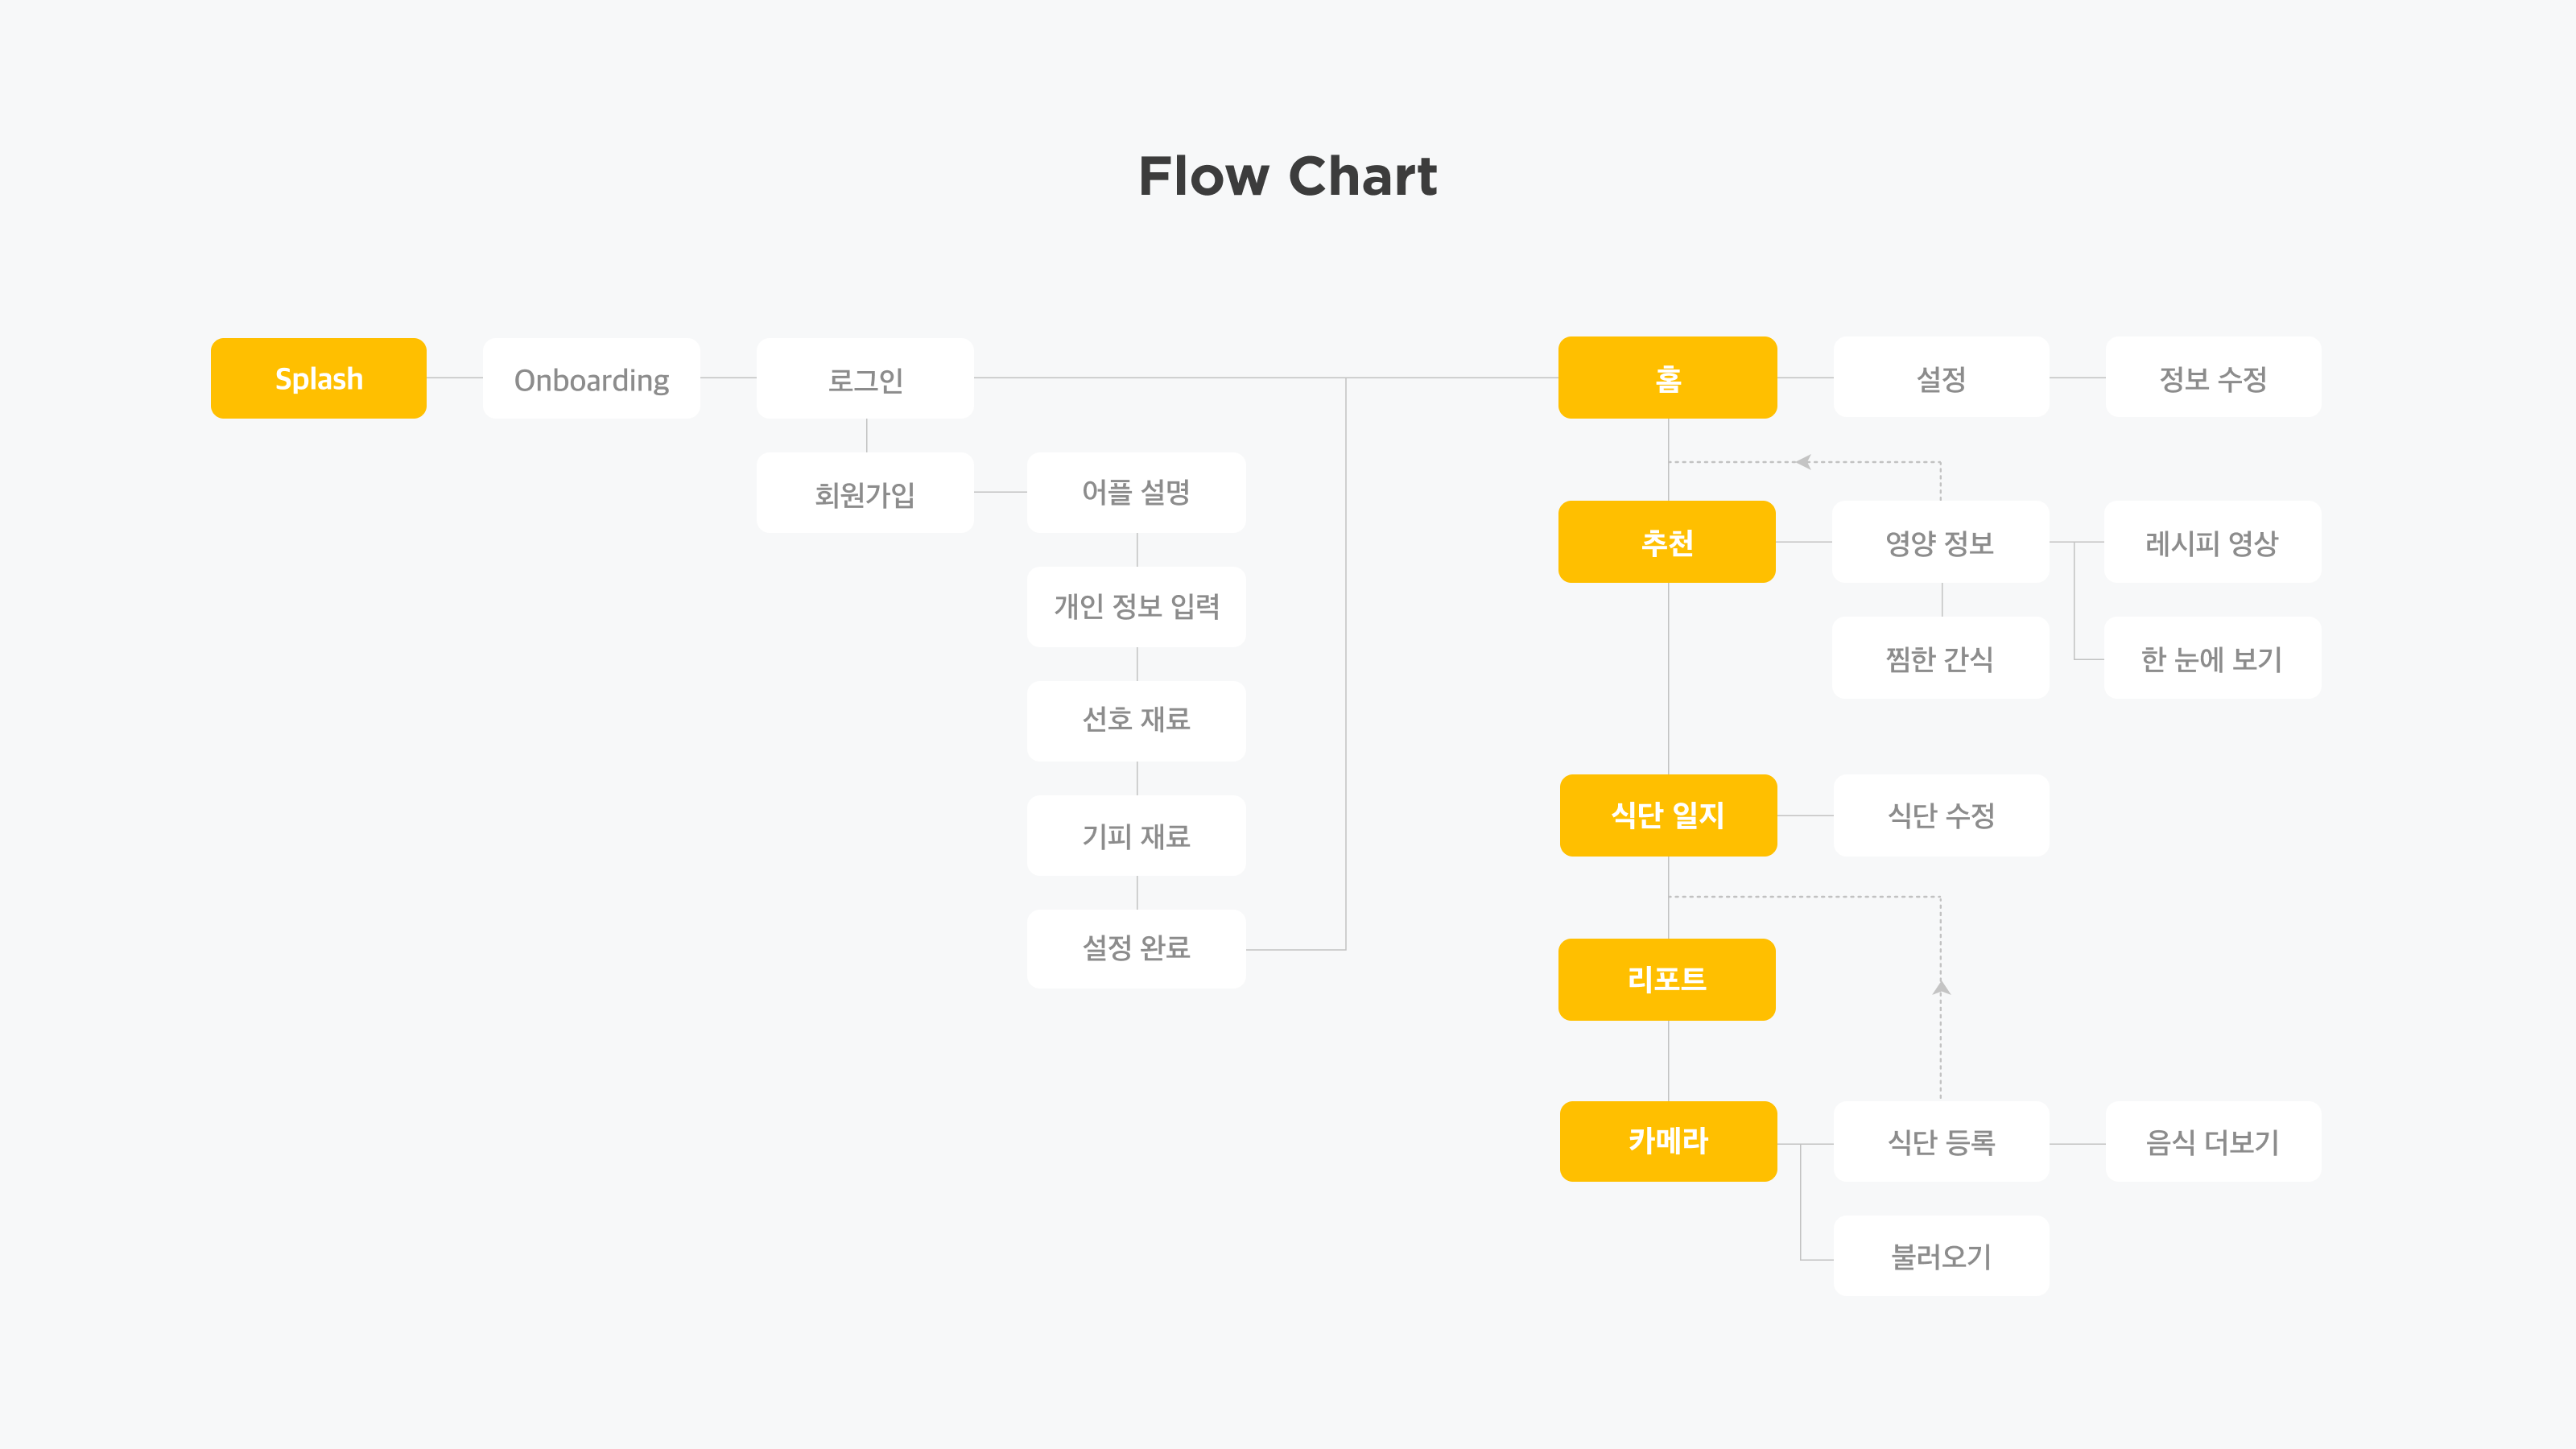 Flow Chart
Splash
Onboarding
로그인
회원가입
어플 설명
개인 정보 입력
선호 재료
기피 재료
설정 완료
홈
설정
정보 수정
추천
영양 정보
레시피 영상
찜한 간식
한 눈에 보기
식단 일지
식단 수정
리포트
카메라
식단 등록
음식 더보기
불러오기